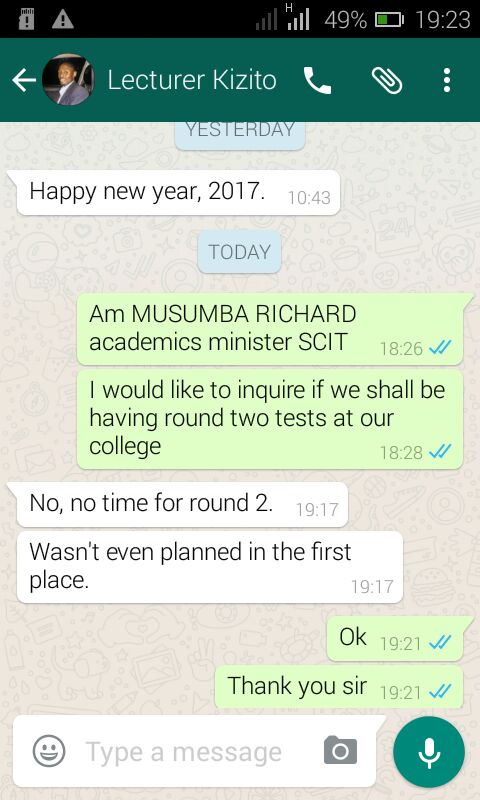 H 49% 19:23
Lecturer Kizito
YESTERDAY
Happy new year, 2017. 10:43
TODAY
Am MUSUMBA RICHARD
academics minister SCIT 18:26
I would like to inquire if we shall be
having round two tests at our
college 18:28
No, no time for round 2. 19:17
Wasn't even planned in the first
place. 19:17
Ok 19:21
Thank you sir 19:21
Type a message